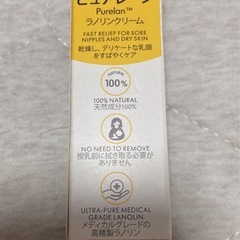 ピュアレーン
Purelan™
ラノリンクリーム
FAST RELIEF FOR SORE
NIPPLES AND DRY SKIN
乾燥し、デリケートな乳頭
をすばやくケア
100%
100% NATURAL
天然成分100%
NO NEED TO REMOVE
授乳前に拭き取る必要が
ありません
ULTRA-PURE MEDICAL
GRADE LANOLIN
メディカルグレードの
高精製ラノリン